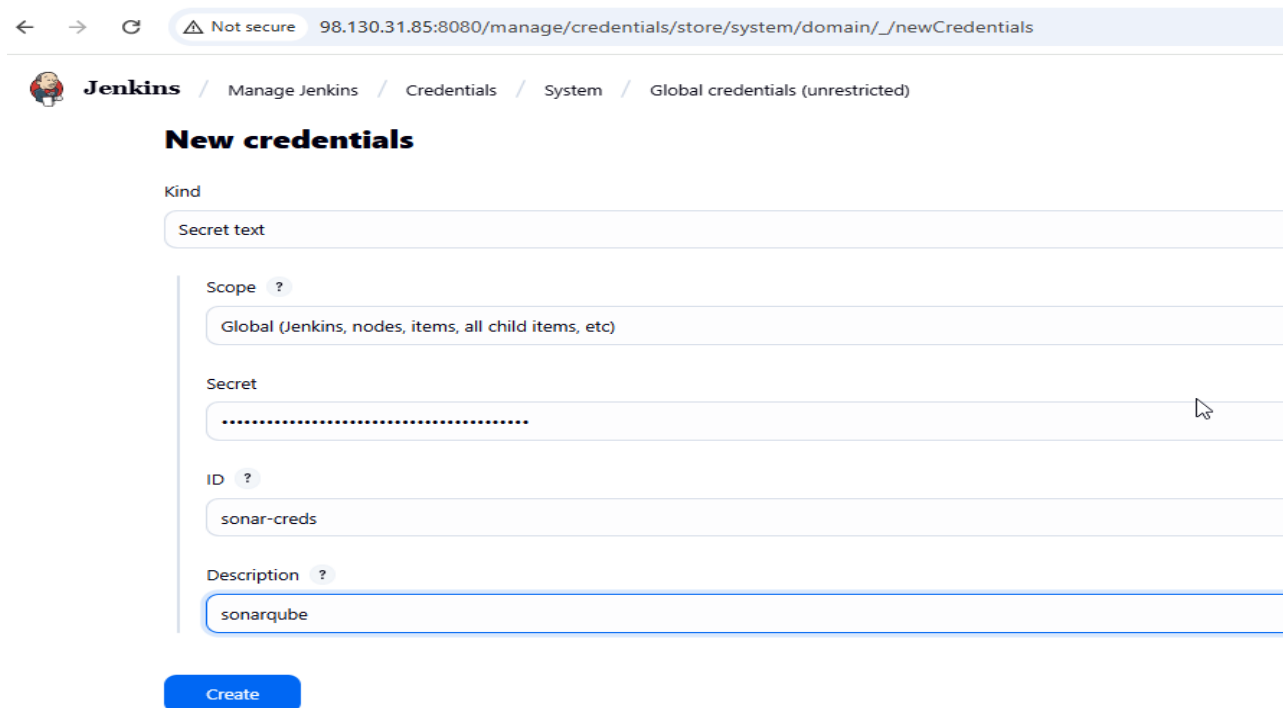 Not secure 98.130.31.85:8080/manage/credentials/store/system/domain/_/newCredentials
Jenkins / Manage Jenkins / Credentials / System / Global credentials (unrestricted)
New credentials
Kind
Secret text
Scope ?
Global (Jenkins, nodes, items, all child items, etc)
Secret
•••••••••••••••••••••••••••••••••••••••••
ID ?
sonar-creds
Description ?
sonarqube
Create